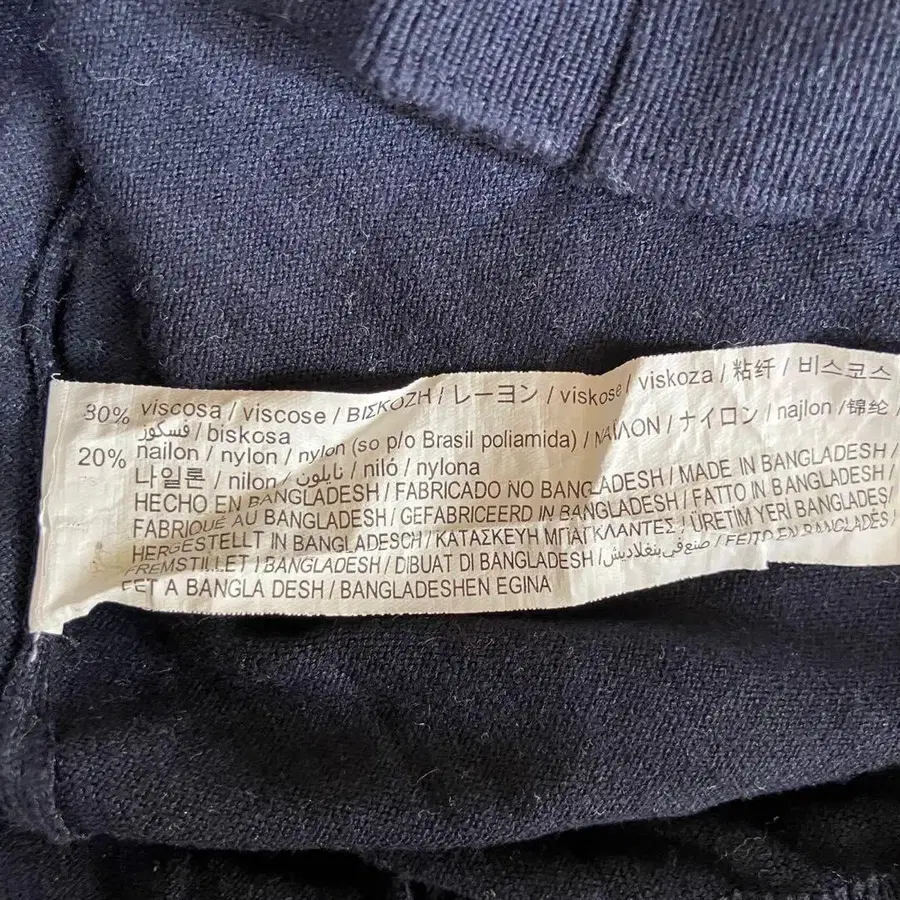 80% viscosa / viscose / ΒΙΣΚΟΖΗ / レーヨン / viskose / viskoza / 粘纤 / 비스코스
فسكوز / biskosa
20% nailon / nylon / nylon (so p/o Brasil poliamida) / ΝΑΙΛΟΝ / ナイロン / najlon / 锦纶 /
나일론 / nilon / نايلون / niló / nylona
HECHO EN BANGLADESH / FABRICADO NO BANGLADESH / MADE IN BANGLADESH /
FABRIQUÉ AU BANGLADESH / GEFABRICEERD IN BANGLADESH / FATTO IN BANGLADESH /
HERGESTELLT IN BANGLADESCH / ΚΑΤΑΣΚΕΥΗ ΜΠΑΓΚΛΑΝΤΕΣ / ÜRETİM YERİ BANGLADEŞ /
FREMSTILLET I BANGLADESH / DIBUAT DI BANGLADESH / صنع في بنغلاديش / FEITO EN BANGLADÉS /
FET A BANGLA DESH / BANGLADESHEN EGINA